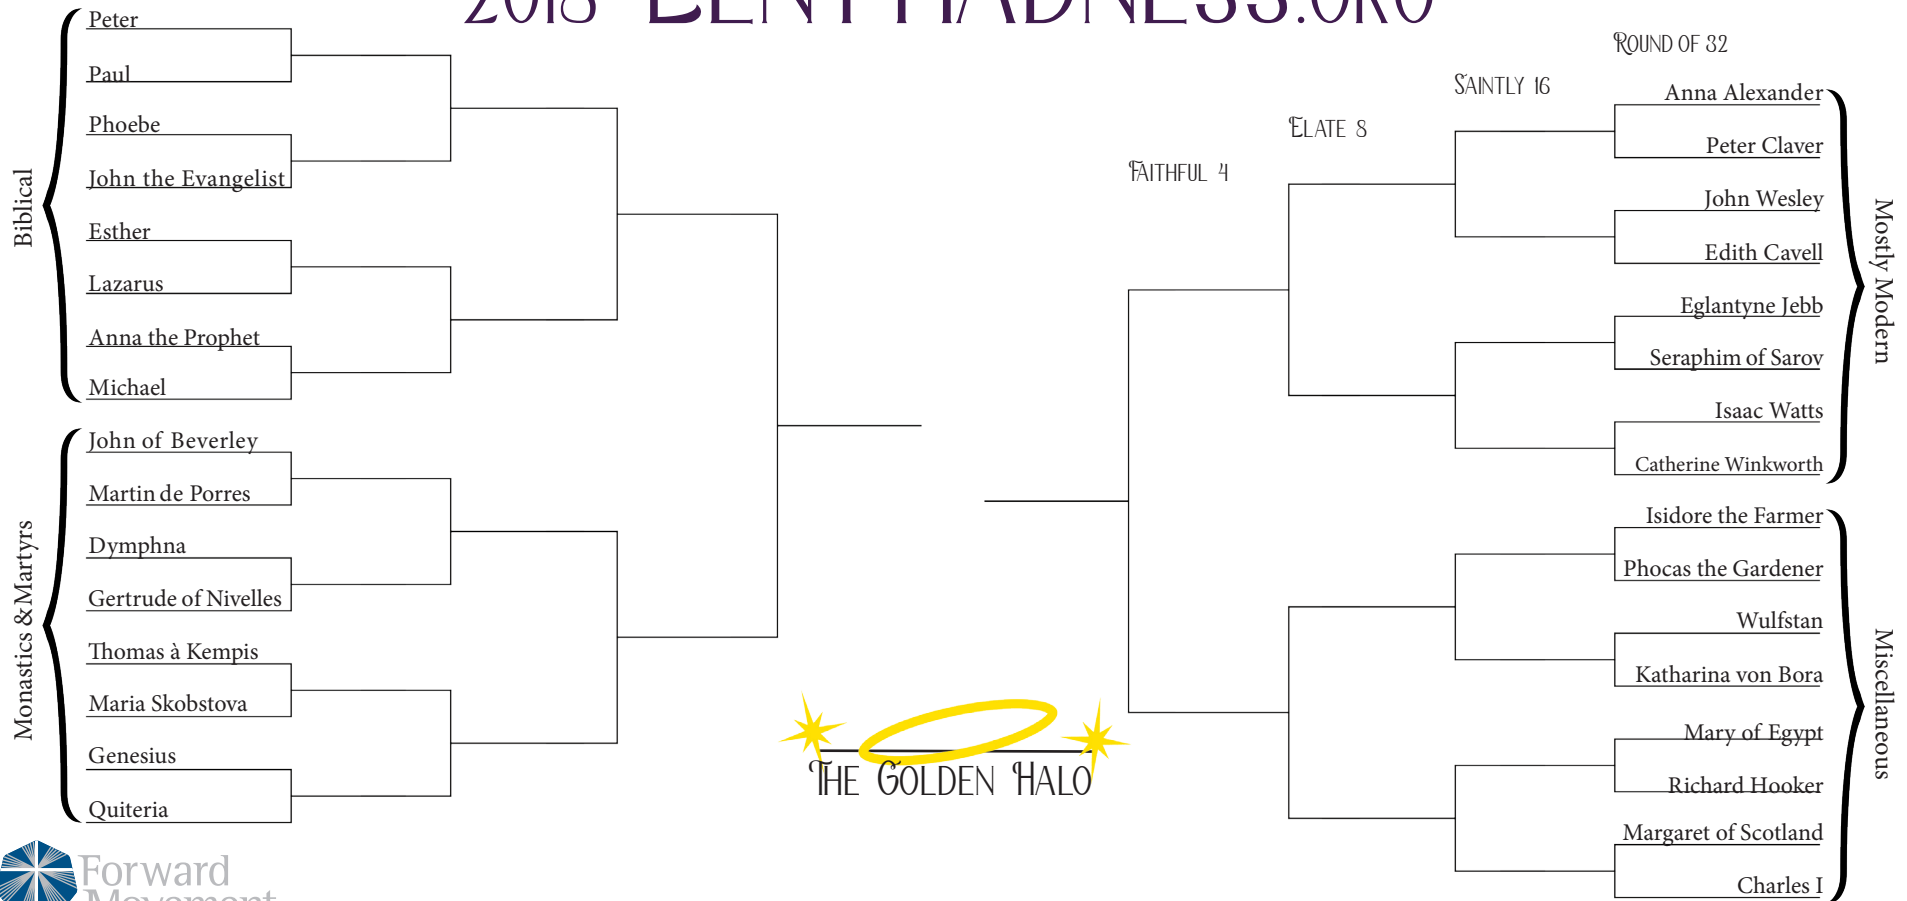 2018 LENTMADNESS.ORG
Biblical
Peter
Paul
Phoebe
John the Evangelist
Esther
Lazarus
Anna the Prophet
Michael
Monastics & Martyrs
John of Beverley
Martin de Porres
Dymphna
Gertrude of Nivelles
Thomas à Kempis
Maria Skobstova
Genesius
Quiteria
Forward
Movement
THE GOLDEN HALO
FAITHFUL 4
ELATE 8
SAINTLY 16
ROUND OF 32
Anna Alexander
Peter Claver
John Wesley
Edith Cavell
Eglantyne Jebb
Seraphim of Sarov
Isaac Watts
Catherine Winkworth
Mostly Modern
Isidore the Farmer
Phocas the Gardener
Wulfstan
Katharina von Bora
Mary of Egypt
Richard Hooker
Margaret of Scotland
Charles I
Miscellaneous